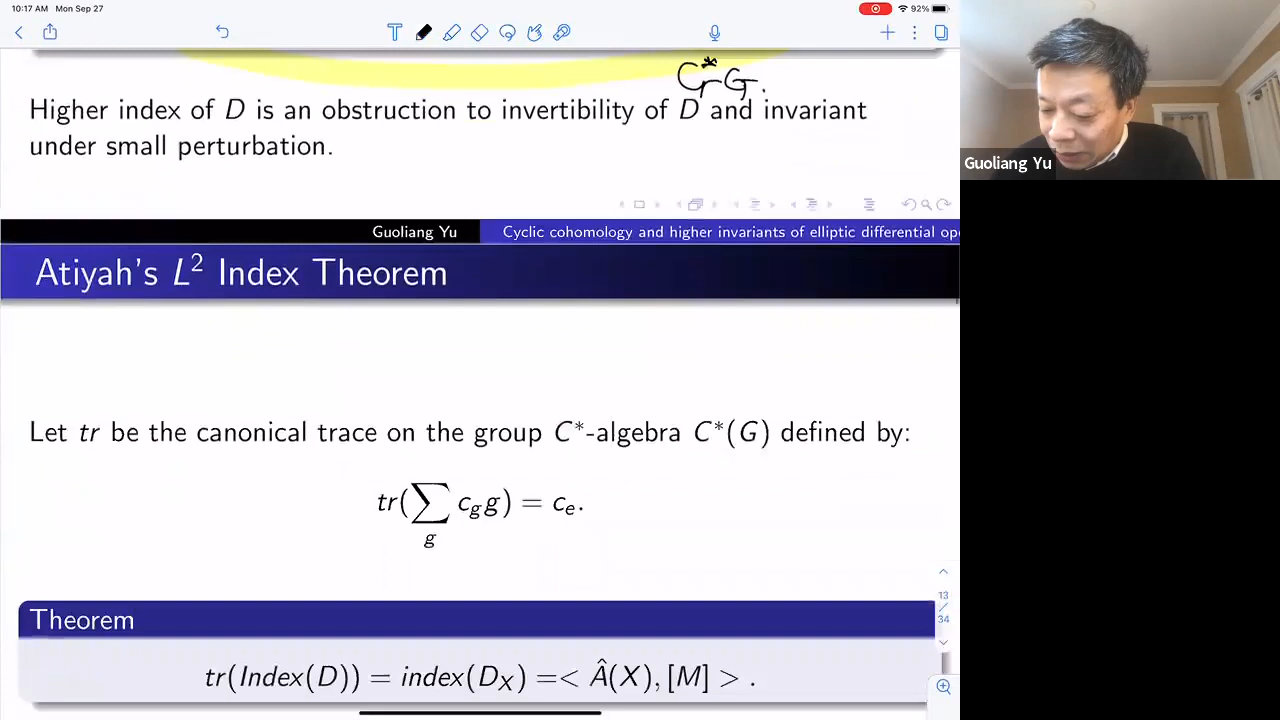 10:17 AM Mon Sep 27
92%
C*G.
Higher index of D is an obstruction to invertibility of D and invariant
under small perturbation.
Guoliang Yu
Guoliang Yu
Cyclic cohomology and higher invariants of elliptic differential ope
Atiyah's L² Index Theorem
Let tr be the canonical trace on the group C*-algebra C*(G) defined by:
tr(∑ c_g g) = c_e.
g
13
/
34
Theorem
tr(Index(D)) = index(D_X) =< Â(X), [M] > .